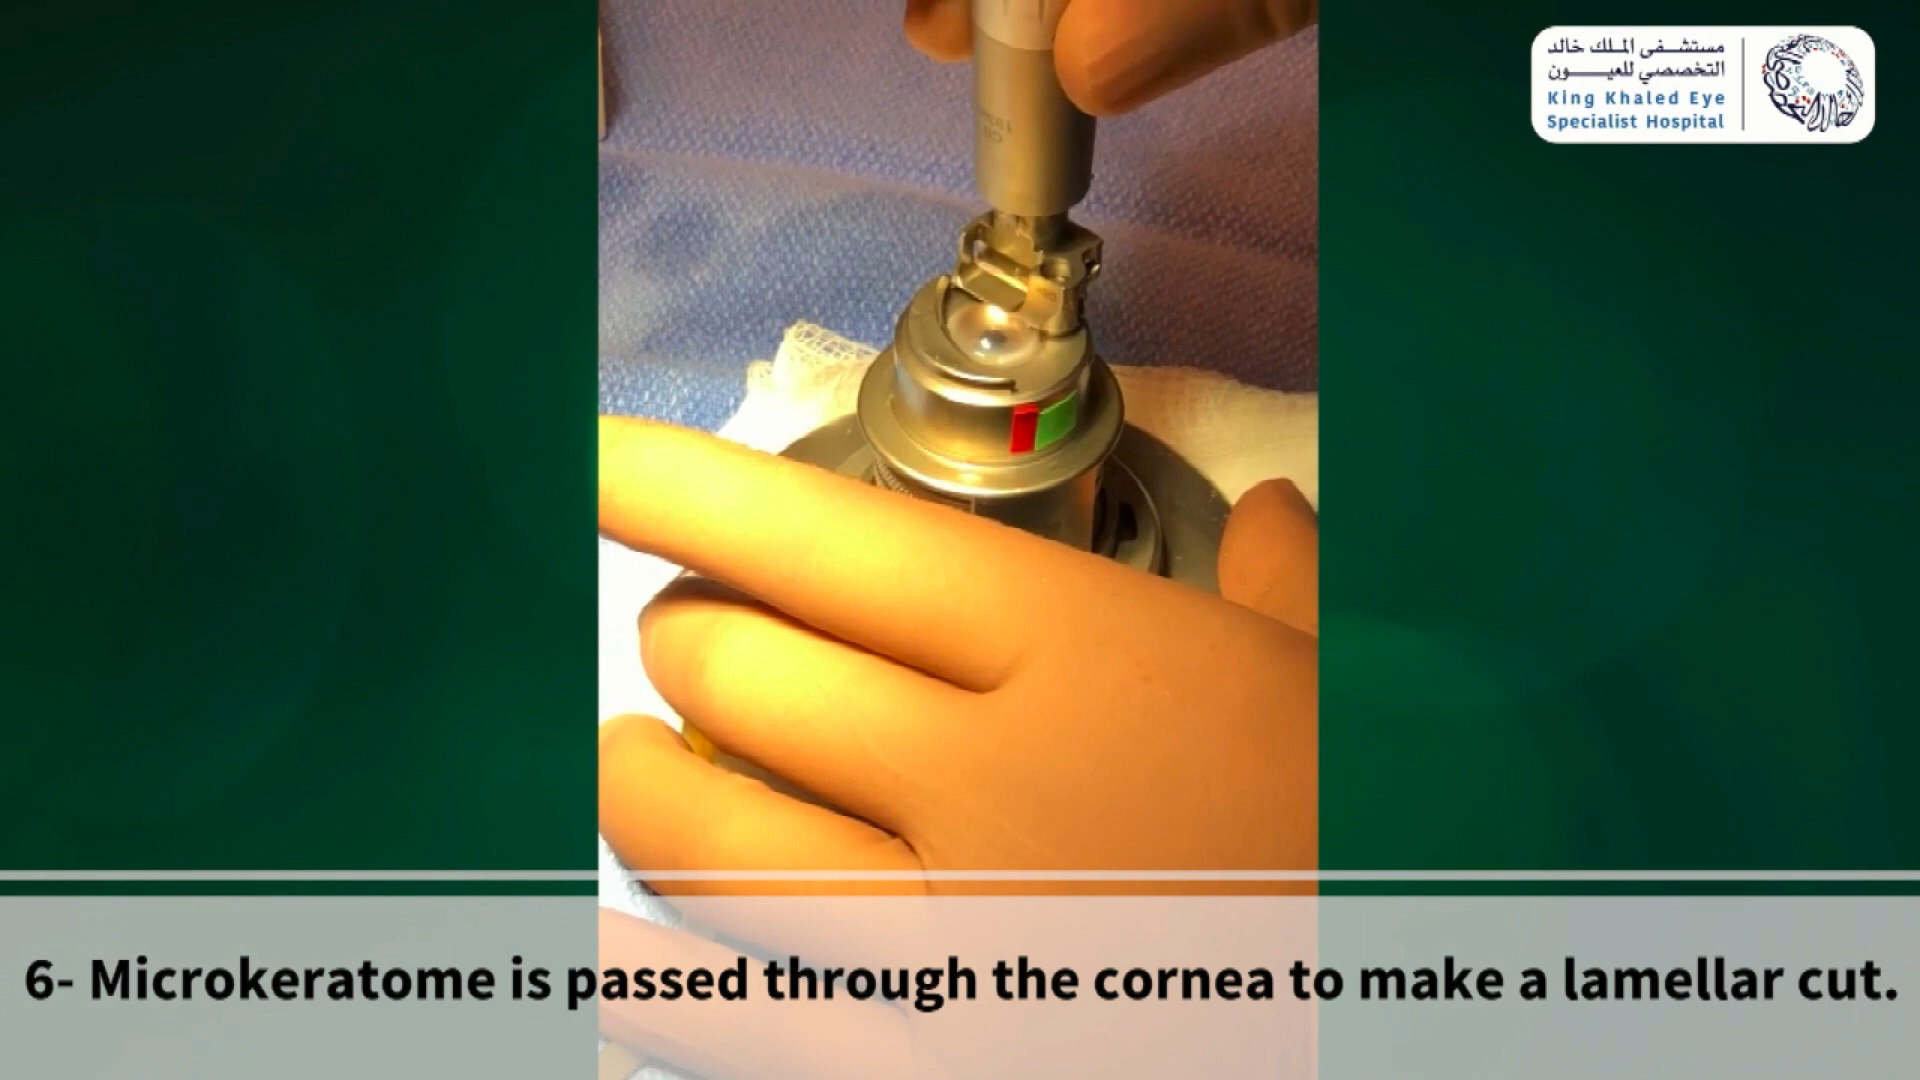 مستشفى الملك خالد
التخصصي للعيون
King Khaled Eye
Specialist Hospital
6- Microkeratome is passed through the cornea to make a lamellar cut.